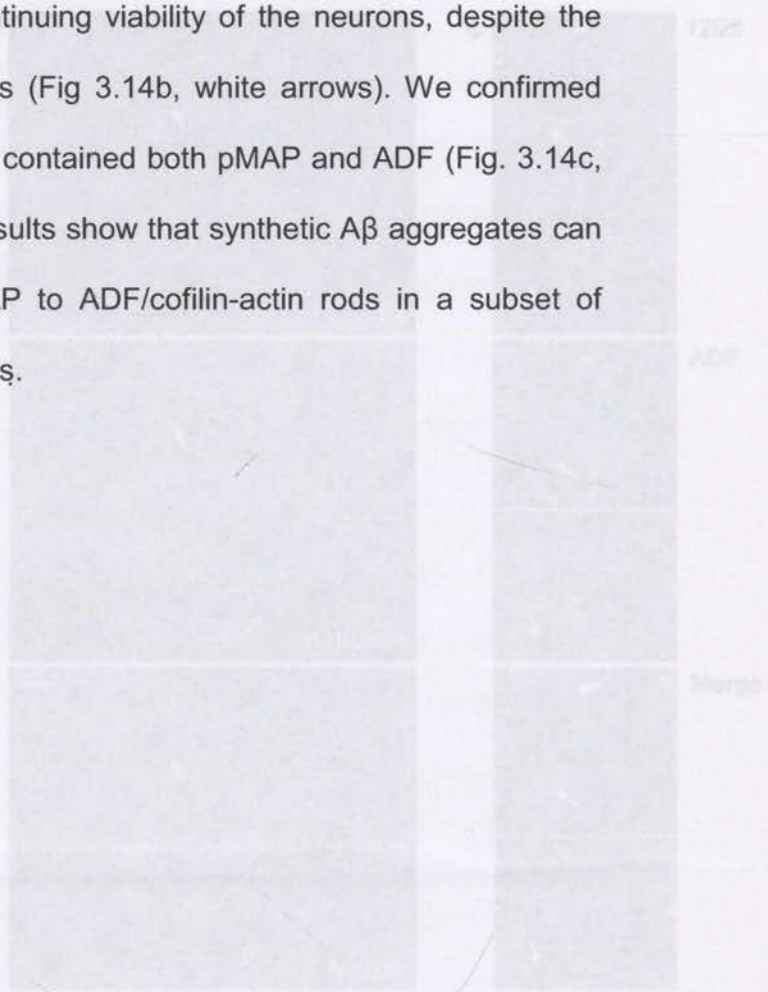 tinuing viability of the neurons, despite the
s (Fig 3.14b, white arrows). We confirmed
contained both pMAP and ADF (Fig. 3.14c,
sults show that synthetic Aβ aggregates can
P to ADF/cofilin-actin rods in a subset of
s.
ADF
Merge